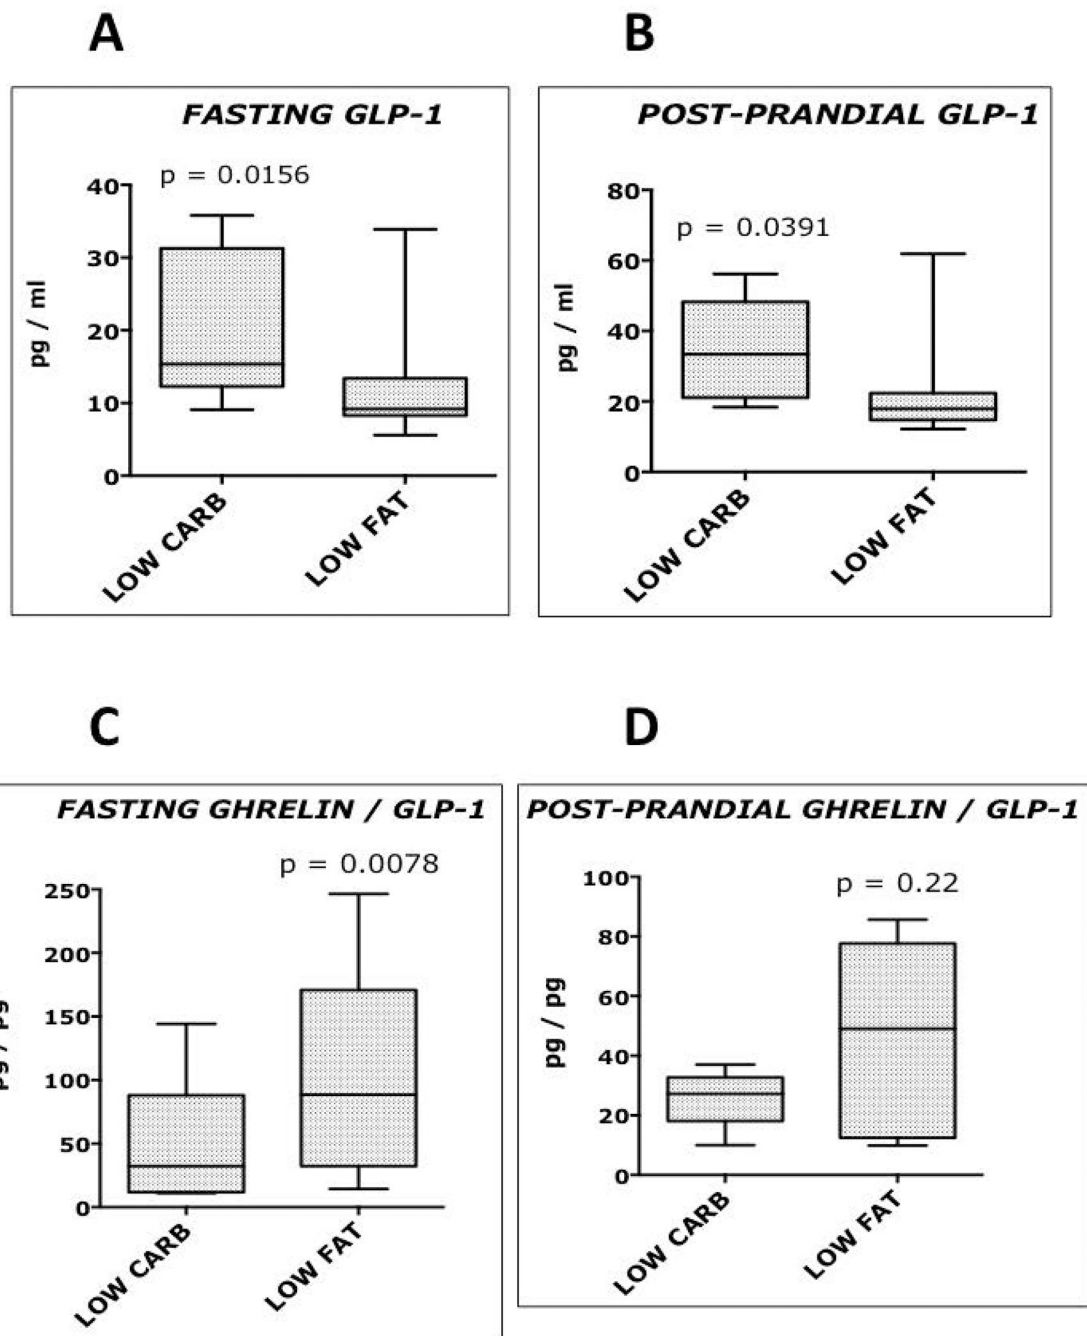 A
B
FASTING GLP-1
p = 0.0156
40
30
20
10
0
pg / ml
LOW CARB
LOW FAT
POST-PRANDIAL GLP-1
p = 0.0391
80
60
40
20
0
pg / ml
LOW CARB
LOW FAT
C
D
FASTING GHRELIN / GLP-1
p = 0.0078
250
200
150
100
50
0
pg / pg
LOW CARB
LOW FAT
POST-PRANDIAL GHRELIN / GLP-1
p = 0.22
100
80
60
40
20
0
pg / pg
LOW CARB
LOW FAT